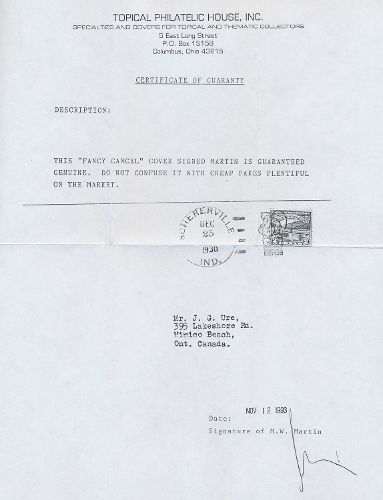 TOPICAL PHILATELIC HOUSE, INC.
SPECIALTIES AND COVERS FOR TOPICAL AND THEMATIC COLLECTORS
5 East Long Street
P.O. Box 15158
Columbus, Ohio 43215
CERTIFICATE OF GUARANTY
DESCRIPTION:
THIS "FANCY CANCEL" COVER SIGNED MARTIN IS GUARANTEED
GENUINE. DO NOT CONFUSE IT WITH CHEAP FAKES PLENTIFUL
ON THE MARKET.
SCHERERVILLE
DEC
25
1930
IND.
Mr. J. G. Ure,
395 Lakeshore Rd.
Mimico Beach,
Ont. Canada.
Date: NOV 12 1993
Signature of M.W. Martin